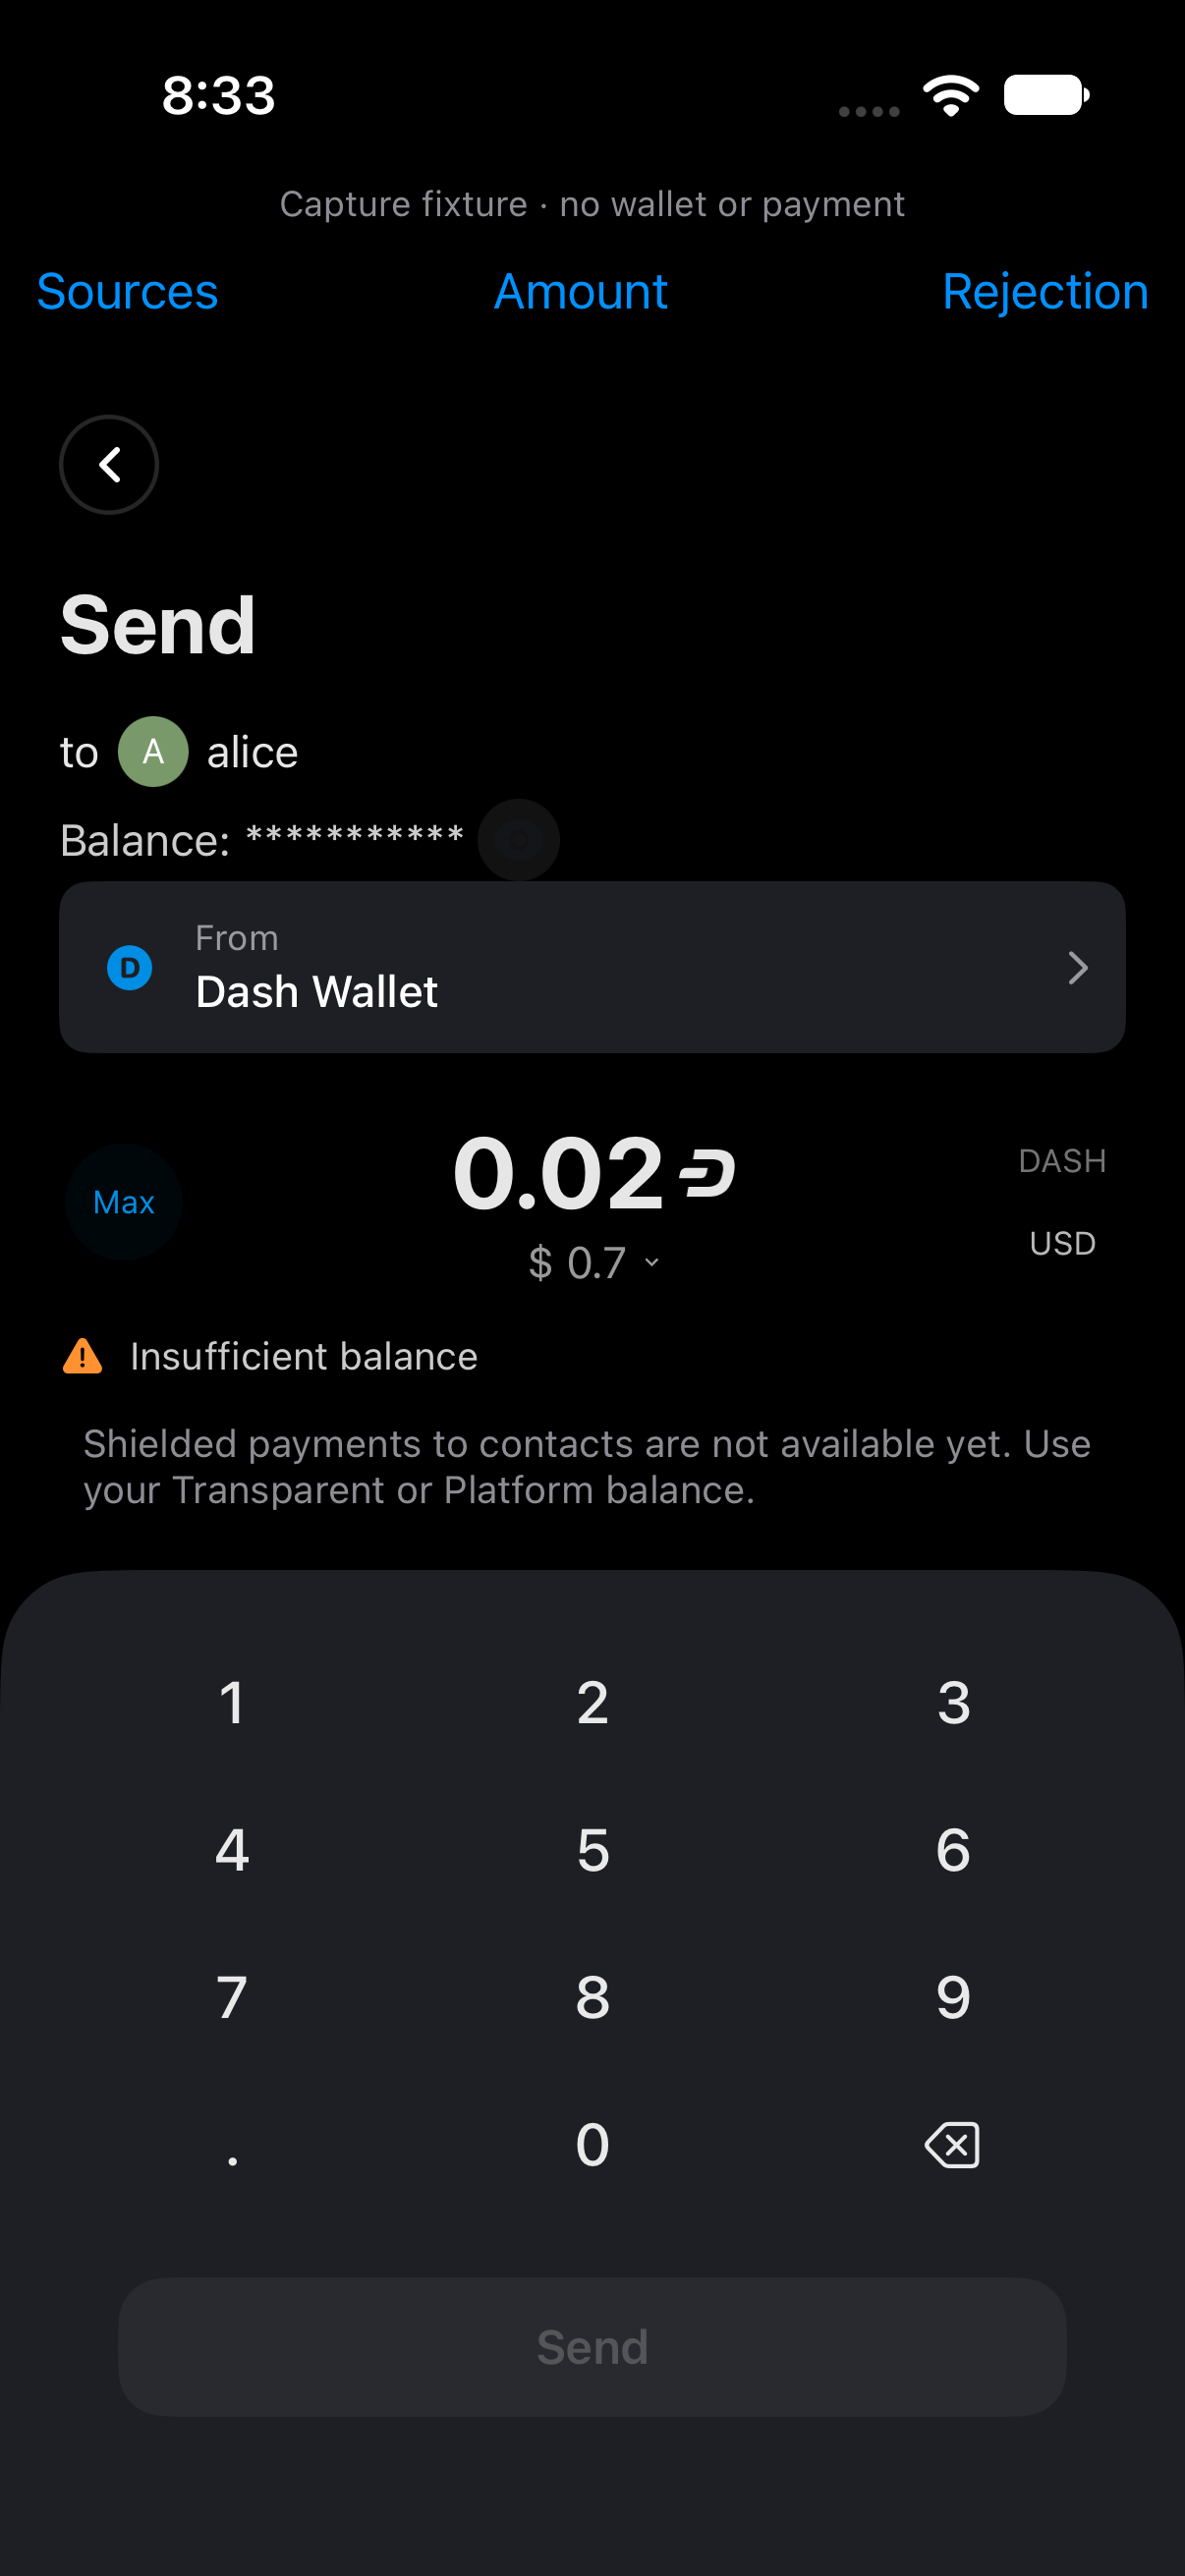 8:33
Capture fixture · no wallet or payment
Sources Amount Rejection
Send
to A alice
Balance: ***********
From
D Dash Wallet
Max 0.02 DASH
$ 0.7 USD
Insufficient balance
Shielded payments to contacts are not available yet. Use
your Transparent or Platform balance.
1 2 3
4 5 6
7 8 9
. 0
Send